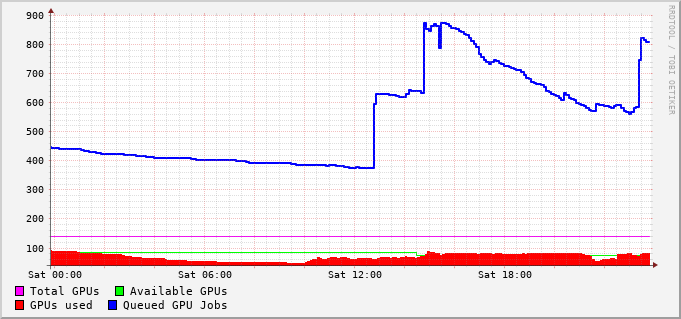 900
800
700
600
500
400
300
200
100
Sat 00:00 Sat 06:00 Sat 12:00 Sat 18:00
Total GPUs Available GPUs
GPUs used Queued GPU Jobs
RRDTOOL / TOBI OETIKER